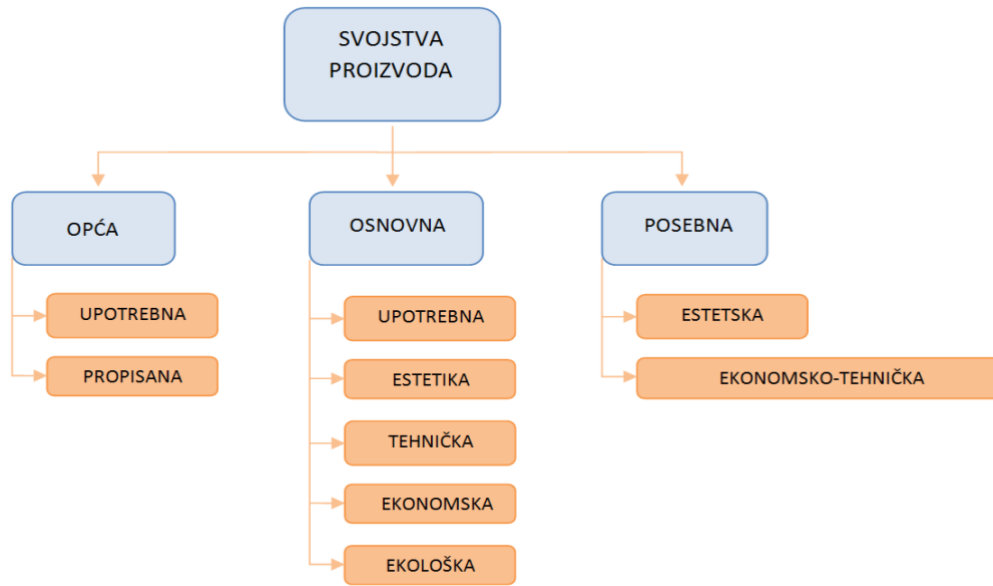 SVOJSTVA
PROIZVODA
OPĆA
UPOTREBNA
PROPISANA
OSNOVNA
UPOTREBNA
ESTETIKA
TEHNIČKA
EKONOMSKA
EKOLOŠKA
POSEBNA
ESTETSKA
EKONOMSKO-TEHNIČKA